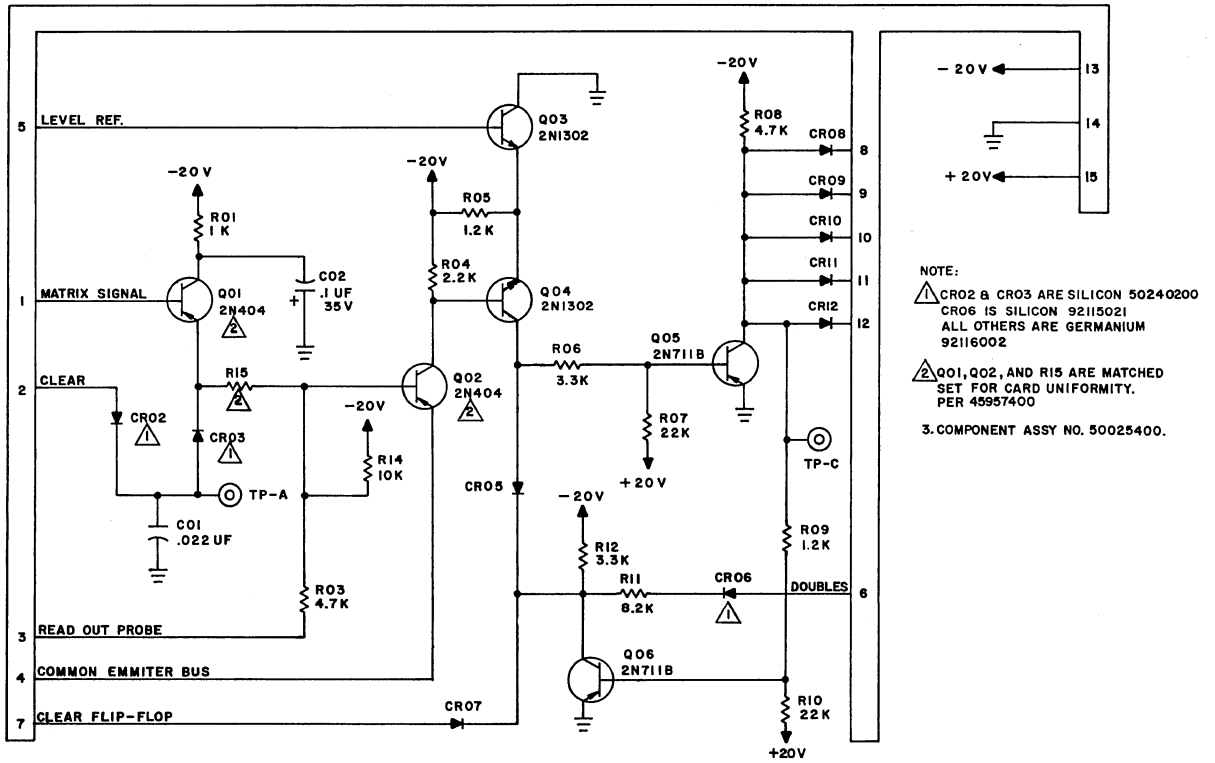 -20V
13
14
+20V
15
5 LEVEL REF.
Q03
2N1302
-20V
R08
4.7K
CR08
8
CR09
9
CR10
10
CR11
11
CR12
12
-20V
R01
1K
C02
.1 UF
35V
+
-20V
R05
1.2K
R04
2.2K
Q04
2N1302
1 MATRIX SIGNAL
Q01
2N404
2
Q05
2N711B
R06
3.3K
R07
22K
+20V
2 CLEAR
CR02
1
R15
2
CR03
1
Q02
2N404
2
-20V
R14
10K
TP-A
C01
.022UF
CR05
TP-C
-20V
R12
3.3K
R11
8.2K
CR06
1
DOUBLES
6
R09
1.2K
R03
4.7K
3 READ OUT PROBE
4 COMMON EMMITER BUS
Q06
2N711B
R10
22K
+20V
7 CLEAR FLIP-FLOP
CR07
NOTE:
1 CR02 & CR03 ARE SILICON 50240200
CR06 IS SILICON 92115021
ALL OTHERS ARE GERMANIUM
92116002
2 Q01, Q02, AND R15 ARE MATCHED
SET FOR CARD UNIFORMITY.
PER 45957400
3. COMPONENT ASSY NO. 50025400.